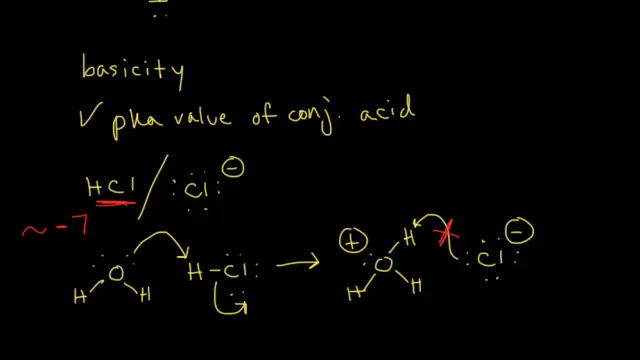 basicity
✓ pka value of conj. acid
HCl / :Cl: ⊖
~ -7
H O H H - Cl: → ⊕ H O H H :Cl: ⊖